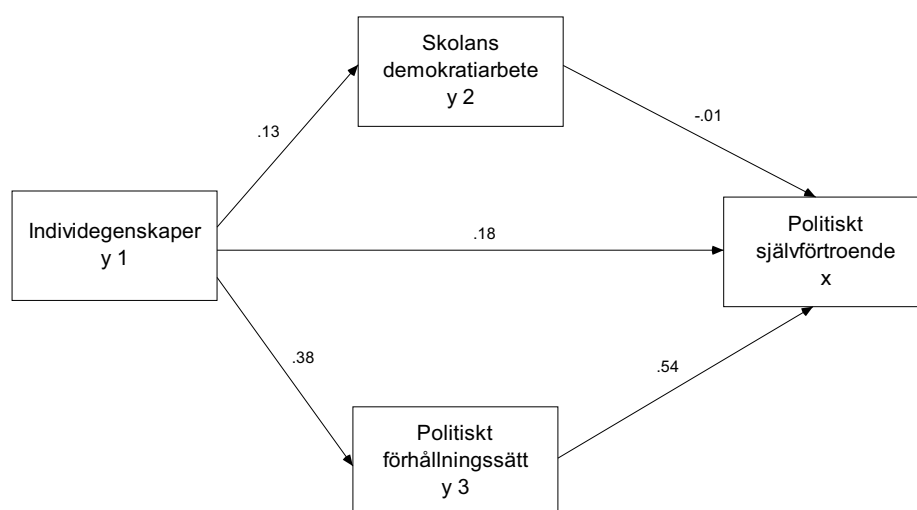 Skolans
demokratiarbete
y 2
.13
-.01
Individegenskaper
y 1
.18
Politiskt
självförtroende
x
.38
.54
Politiskt
förhållningssätt
y 3